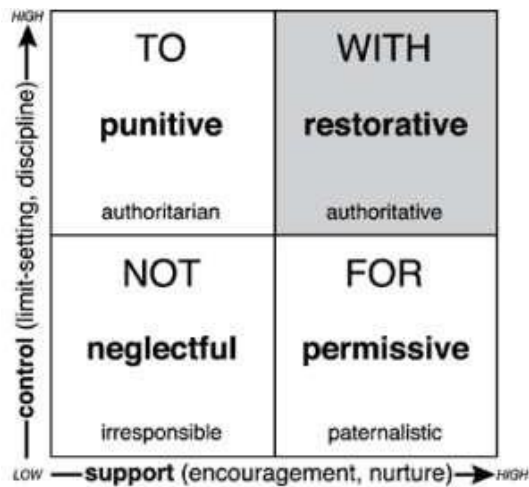 HIGH
TO
punitive
authoritarian
WITH
restorative
authoritative
NOT
neglectful
irresponsible
FOR
permissive
paternalistic
control (limit-setting, discipline)
LOW
support (encouragement, nurture)
HIGH